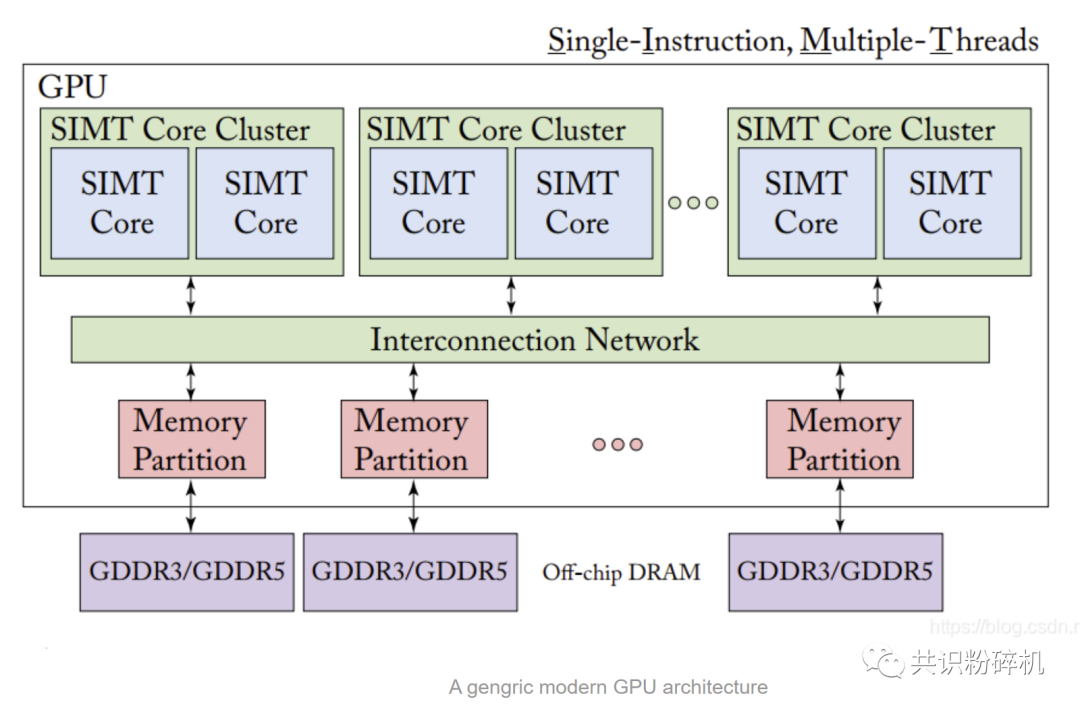 Single-Instruction, Multiple-Threads
GPU
SIMT Core Cluster
SIMT
Core
SIMT
Core
SIMT Core Cluster
SIMT
Core
SIMT
Core
SIMT Core Cluster
SIMT
Core
SIMT
Core
Interconnection Network
Memory
Partition
Memory
Partition
Memory
Partition
GDDR3/GDDR5
GDDR3/GDDR5
Off-chip DRAM
GDDR3/GDDR5
https://blog.csdn.r
共识粉碎机
A gengric modern GPU architecture